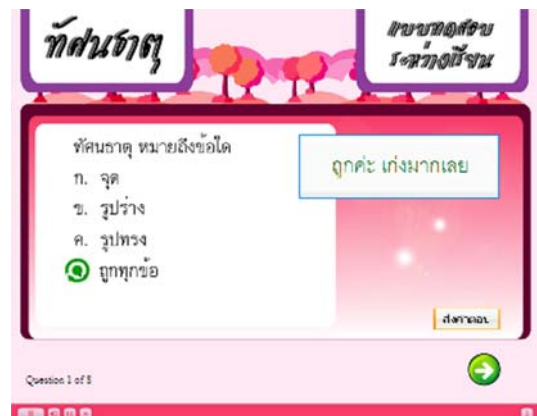 ทัศนธาตุ
แบบทดสอบ
ระหว่างเรียน
ทัศนธาตุ หมายถึงข้อใด
ก. จุด
ข. รูปร่าง
ค. รูปทรง
ถูกทุกข้อ
ถูกค่ะ เก่งมากเลย
ส่งคำตอบ
Question 1 of 5